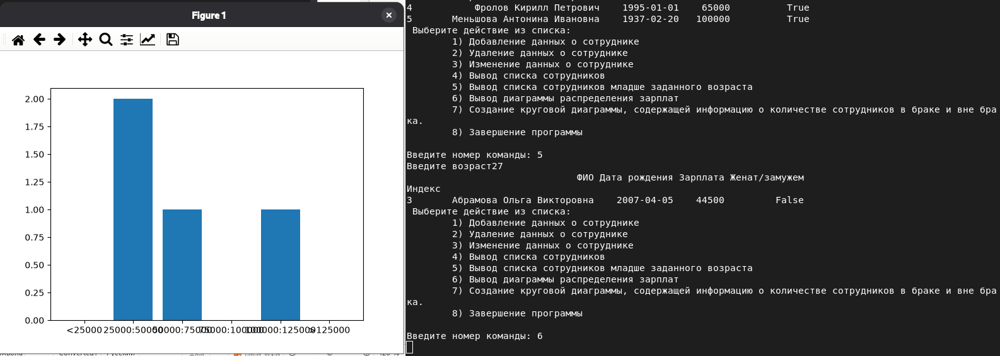 Figure 1
2.00
1.75
1.50
1.25
1.00
0.75
0.50
0.25
0.00
<25000 25000:50000 50000:75000 75000:100000 100000:125000 >125000
4 Фролов Кирилл Петрович 1995-01-01 65000 True
5 Меньшова Антонина Ивановна 1937-02-20 100000 True
Выберите действие из списка:
1) Добавление данных о сотруднике
2) Удаление данных о сотруднике
3) Изменение данных о сотруднике
4) Вывод списка сотрудников
5) Вывод списка сотрудников младше заданного возраста
6) Вывод диаграммы распределения зарплат
7) Создание круговой диаграммы, содержащей информацию о количестве сотрудников в браке и вне бра
ка.
8) Завершение программы
Введите номер команды: 5
Введите возраст27
ФИО Дата рождения Зарплата Женат/замужем
Индекс
3 Абрамова Ольга Викторовна 2007-04-05 44500 False
Выберите действие из списка:
1) Добавление данных о сотруднике
2) Удаление данных о сотруднике
3) Изменение данных о сотруднике
4) Вывод списка сотрудников
5) Вывод списка сотрудников младше заданного возраста
6) Вывод диаграммы распределения зарплат
7) Создание круговой диаграммы, содержащей информацию о количестве сотрудников в браке и вне бра
ка.
8) Завершение программы
Введите номер команды: 6